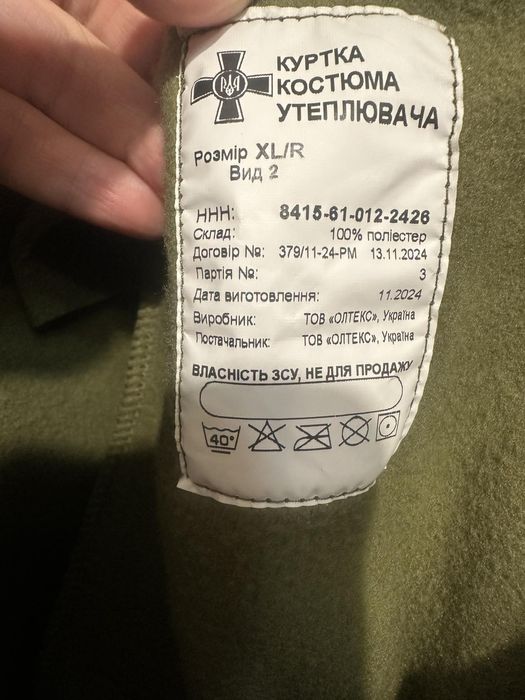 КУРТКА
КОСТЮМА
УТЕПЛЮВАЧА
Розмір XL/R
Вид 2
ННН: 8415-61-012-2426
Склад: 100% поліестер
Договір №: 379/11-24-РМ 13.11.2024
Партія №: 3
Дата виготовлення: 11.2024
Виробник: ТОВ «ОЛТЕКС», Україна
Постачальник: ТОВ «ОЛТЕКС», Україна
ВЛАСНІСТЬ ЗСУ, НЕ ДЛЯ ПРОДАЖУ
40°